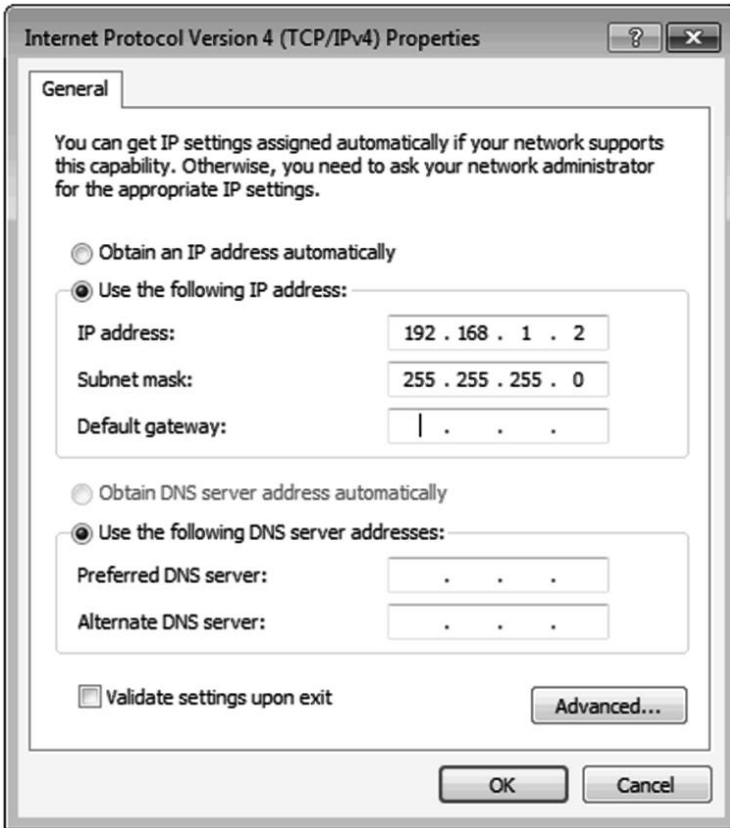 Internet Protocol Version 4 (TCP/IPv4) Properties
?
General
You can get IP settings assigned automatically if your network supports
this capability. Otherwise, you need to ask your network administrator
for the appropriate IP settings.
Obtain an IP address automatically
Use the following IP address:
IP address: 192 . 168 . 1 . 2
Subnet mask: 255 . 255 . 255 . 0
Default gateway: . . .
Obtain DNS server address automatically
Use the following DNS server addresses:
Preferred DNS server: . . .
Alternate DNS server: . . .
Validate settings upon exit
Advanced...
OK Cancel